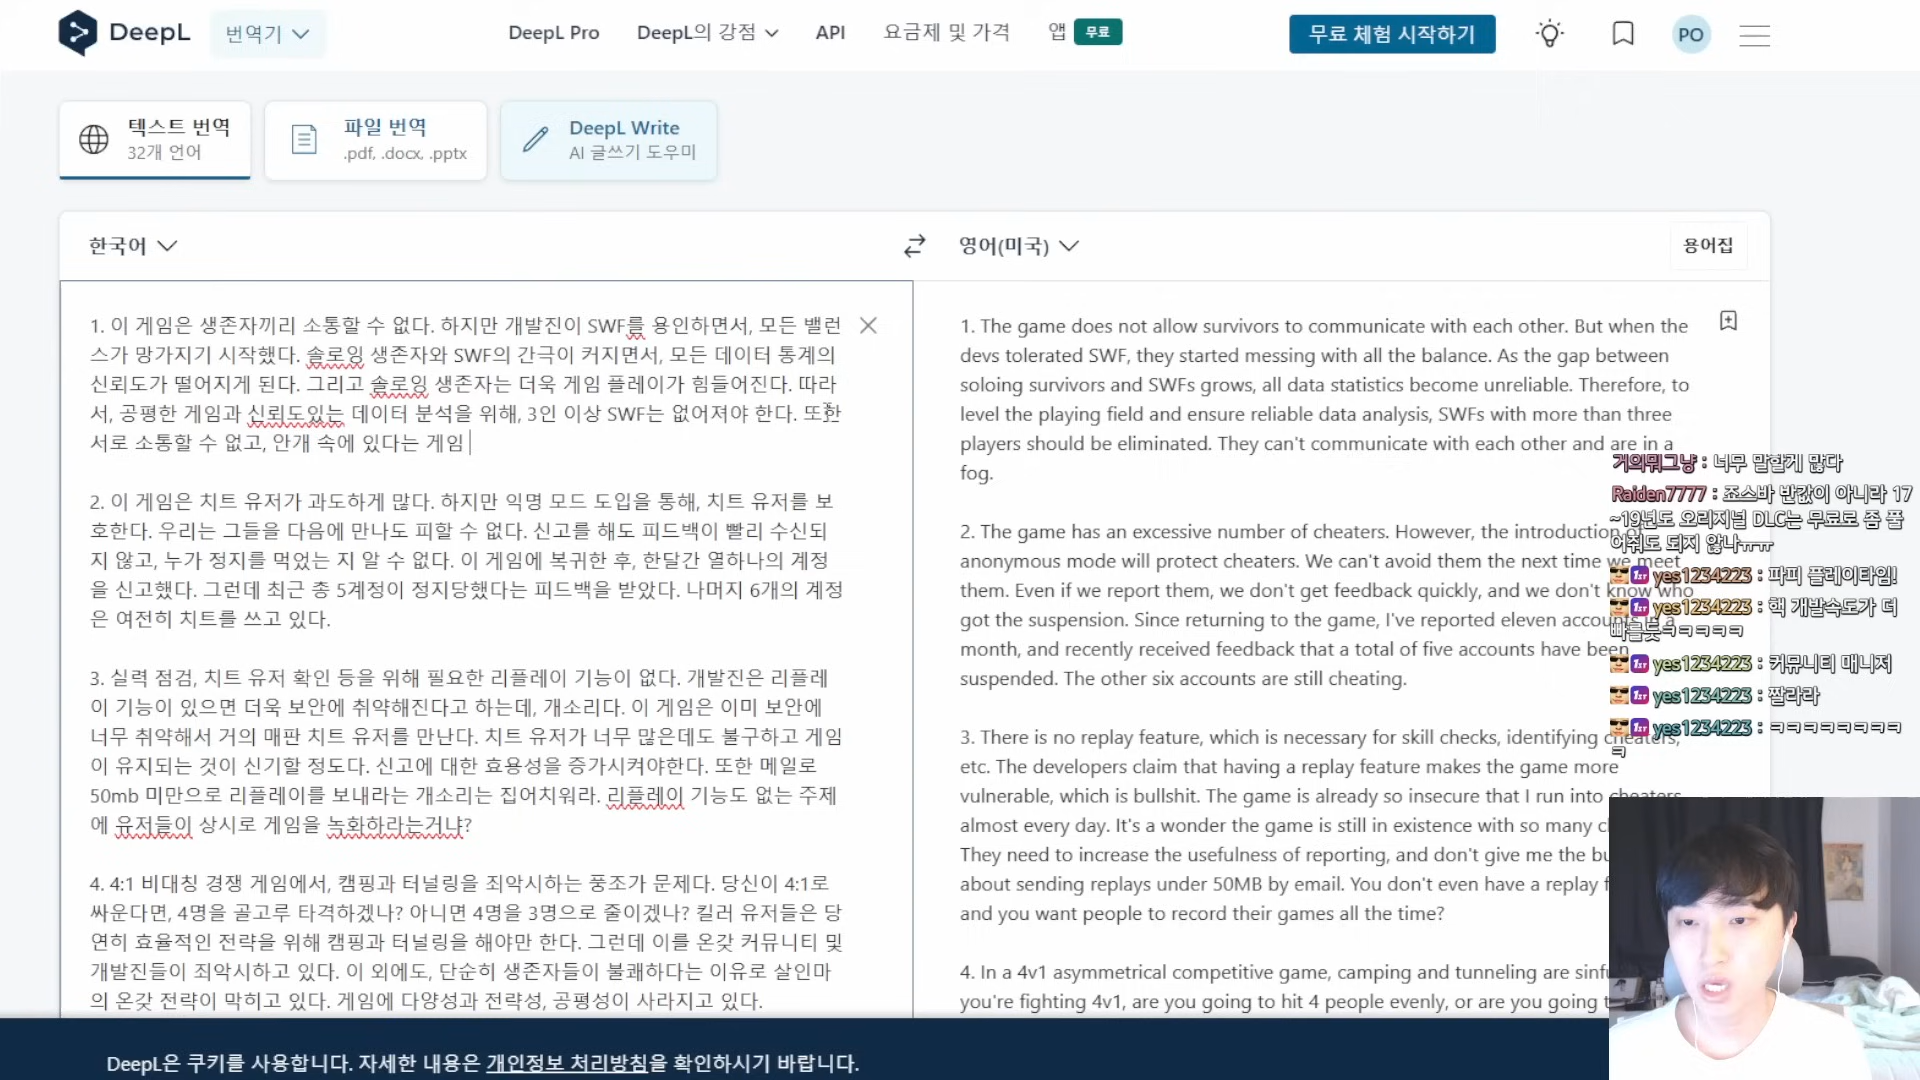 DeepL
번역기
DeepL Pro
DeepL의 강점
API
요금제 및 가격
앱 무료
무료 체험 시작하기
PO
텍스트 번역
32개 언어
파일 번역
.pdf, .docx, .pptx
DeepL Write
AI 글쓰기 도우미
한국어
영어(미국)
용어집
1. 이 게임은 생존자끼리 소통할 수 없다. 하지만 개발진이 SWF를 용인하면서, 모든 밸런
스가 망가지기 시작했다. 솔로잉 생존자와 SWF의 간극이 커지면서, 모든 데이터 통계의
신뢰도가 떨어지게 된다. 그리고 솔로잉 생존자는 더욱 게임 플레이가 힘들어진다. 따라
서, 공평한 게임과 신뢰도있는 데이터 분석을 위해, 3인 이상 SWF는 없어져야 한다. 또한
서로 소통할 수 없고, 안개 속에 있다는 게임
2. 이 게임은 치트 유저가 과도하게 많다. 하지만 익명 모드 도입을 통해, 치트 유저를 보
호한다. 우리는 그들을 다음에 만나도 피할 수 없다. 신고를 해도 피드백이 빨리 수신되
지 않고, 누가 정지를 먹었는 지 알 수 없다. 이 게임에 복귀한 후, 한달간 열하나의 계정
을 신고했다. 그런데 최근 총 5계정이 정지당했다는 피드백을 받았다. 나머지 6개의 계정
은 여전히 치트를 쓰고 있다.
3. 실력 점검, 치트 유저 확인 등을 위해 필요한 리플레이 기능이 없다. 개발진은 리플레
이 기능이 있으면 더욱 보안에 취약해진다고 하는데, 개소리다. 이 게임은 이미 보안에
너무 취약해서 거의 매판 치트 유저를 만난다. 치트 유저가 너무 많은데도 불구하고 게임
이 유지되는 것이 신기할 정도다. 신고에 대한 효용성을 증가시켜야한다. 또한 메일로
50mb 미만으로 리플레이를 보내라는 개소리는 집어치워라. 리플레이 기능도 없는 주제
에 유저들이 상시로 게임을 녹화하라는거냐?
4. 4:1 비대칭 경쟁 게임에서, 캠핑과 터널링을 죄악시하는 풍조가 문제다. 당신이 4:1로
싸운다면, 4명을 골고루 타격하겠나? 아니면 4명을 3명으로 줄이겠나? 킬러 유저들은 당
연히 효율적인 전략을 위해 캠핑과 터널링을 해야만 한다. 그런데 이를 온갖 커뮤니티 및
개발진들이 죄악시하고 있다. 이 외에도, 단순히 생존자들이 불쾌하다는 이유로 살인마
의 온갖 전략이 막히고 있다. 게임에 다양성과 전략성, 공평성이 사라지고 있다.
1. The game does not allow survivors to communicate with each other. But when the
devs tolerated SWF, they started messing with all the balance. As the gap between
soloing survivors and SWFs grows, all data statistics become unreliable. Therefore, to
level the playing field and ensure reliable data analysis, SWFs with more than three
players should be eliminated. They can't communicate with each other and are in a
fog.
2. The game has an excessive number of cheaters. However, the introduction of
anonymous mode will protect cheaters. We can't avoid them the next time we meet
them. Even if we report them, we don't get feedback quickly, and we don't know who
got the suspension. Since returning to the game, I've reported eleven accounts in a
month, and recently received feedback that a total of five accounts have been
suspended. The other six accounts are still cheating.
3. There is no replay feature, which is necessary for skill checks, identifying cheaters,
etc. The developers claim that having a replay feature makes the game more
vulnerable, which is bullshit. The game is already so insecure that I run into cheaters
almost every day. It's a wonder the game is still in existence with so many
They need to increase the usefulness of reporting, and don't give me the
about sending replays under 50MB by email. You don't even have a replay
and you want people to record their games all the time?
4. In a 4v1 asymmetrical competitive game, camping and tunneling are
you're fighting 4v1, are you going to hit 4 people evenly, or are you going
거의뭐그냥 : 너무 말할게 많다
Raiden7777 : 죠스바 반값이 아니라 17
~19년도 오리지널 DLC는 무료로 좀 풀
어줘도 되지 않나ㅠㅠ
yes1234223 : 파피 플레이타임!
yes1234223 : 핵 개발속도가 더
빠를듯ㅋㅋㅋㅋㅋ
yes1234223 : 커뮤니티 매니저
yes1234223 : 짤라라
yes1234223 : ㅋㅋㅋㅋㅋㅋㅋㅋ
ㅋ
DeepL은 쿠키를 사용합니다. 자세한 내용은 개인정보 처리방침을 확인하시기 바랍니다.